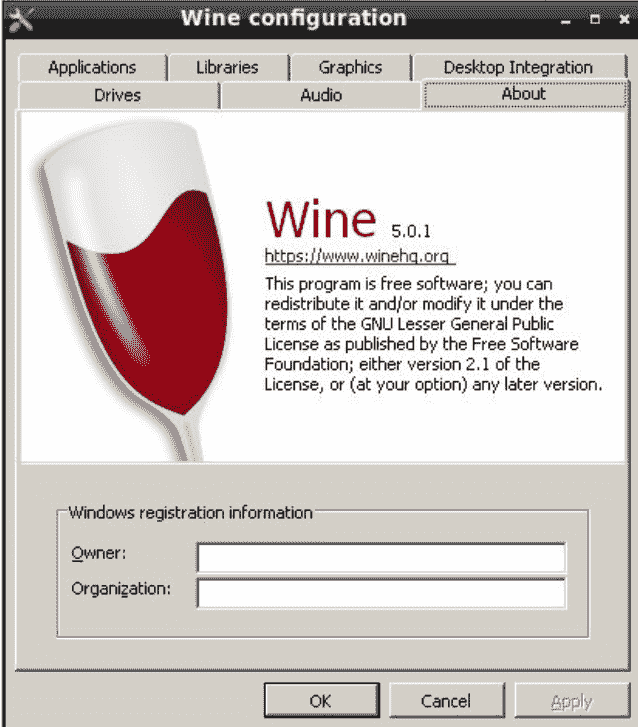 Wine configuration
Applications Libraries Graphics Desktop Integration
Drives Audio About
Wine 5.0.1
https://www.winehq.org
This program is free software; you can
redistribute it and/or modify it under the
terms of the GNU Lesser General Public
License as published by the Free Software
Foundation; either version 2.1 of the
License, or (at your option) any later version.
Windows registration information
Owner:
Organization:
OK Cancel Apply